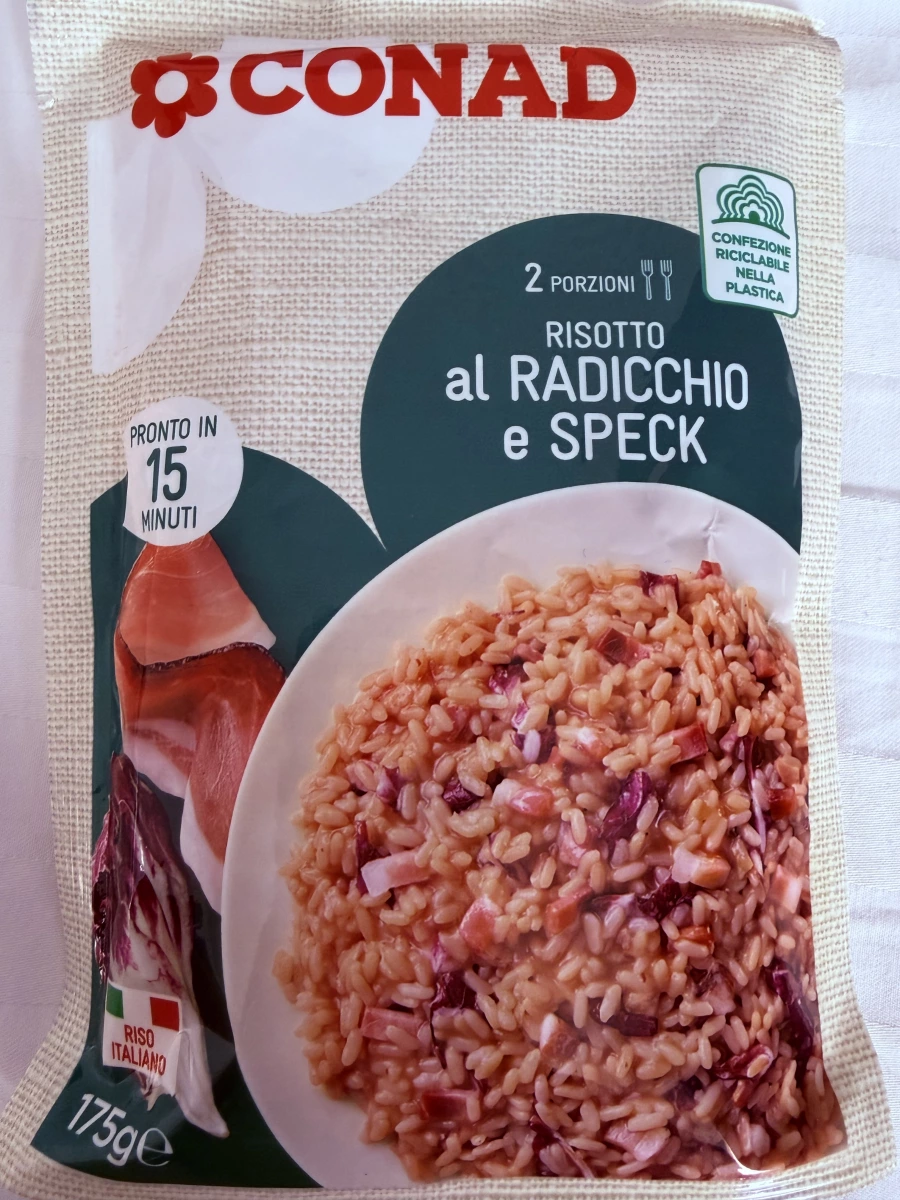 CONAD
CONFEZIONE
RICICLABILE
NELLA
PLASTICA
2 PORZIONI
RISOTTO
al RADICCHIO
e SPECK
PRONTO IN
15
MINUTI
RISO
ITALIANO
175g℮